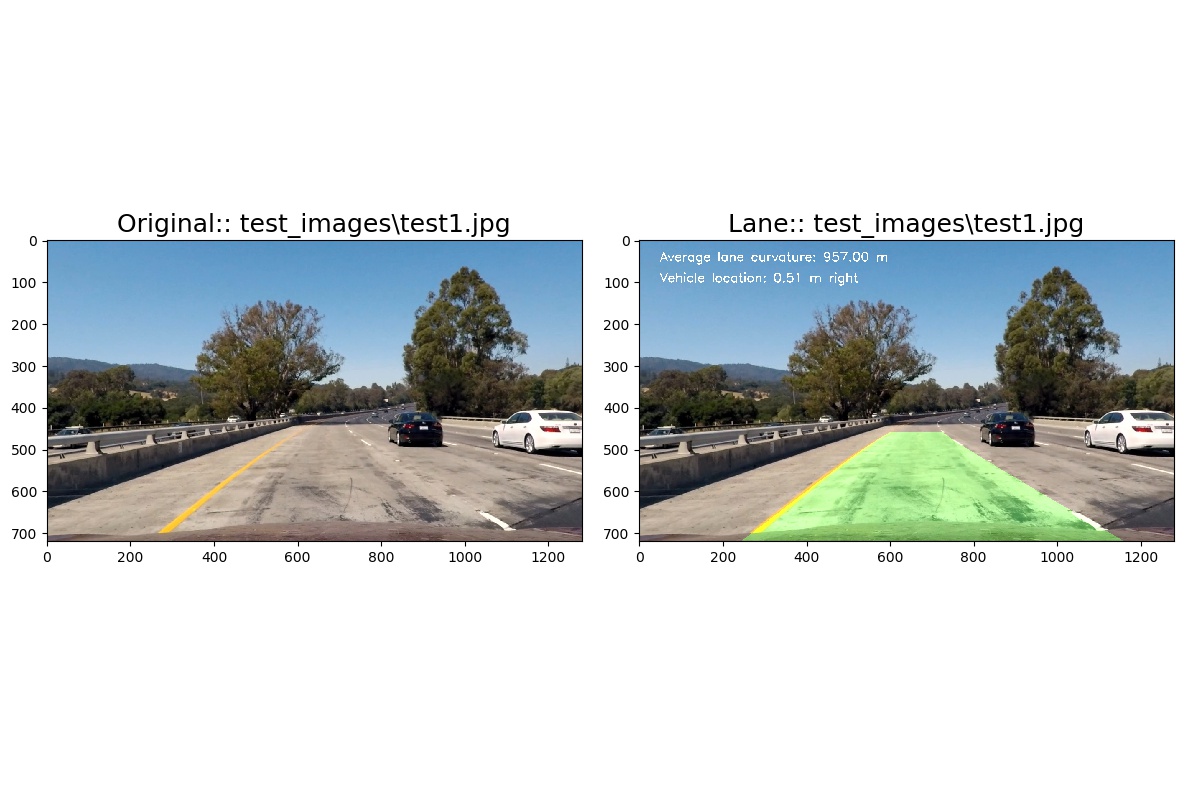 Original:: test_images\test1.jpg
Lane:: test_images\test1.jpg
0
100
200
300
400
500
600
700
0 200 400 600 800 1000 1200
Average lane curvature: 957.00 m
Vehicle location: 0.51 m right
0
100
200
300
400
500
600
700
0 200 400 600 800 1000 1200